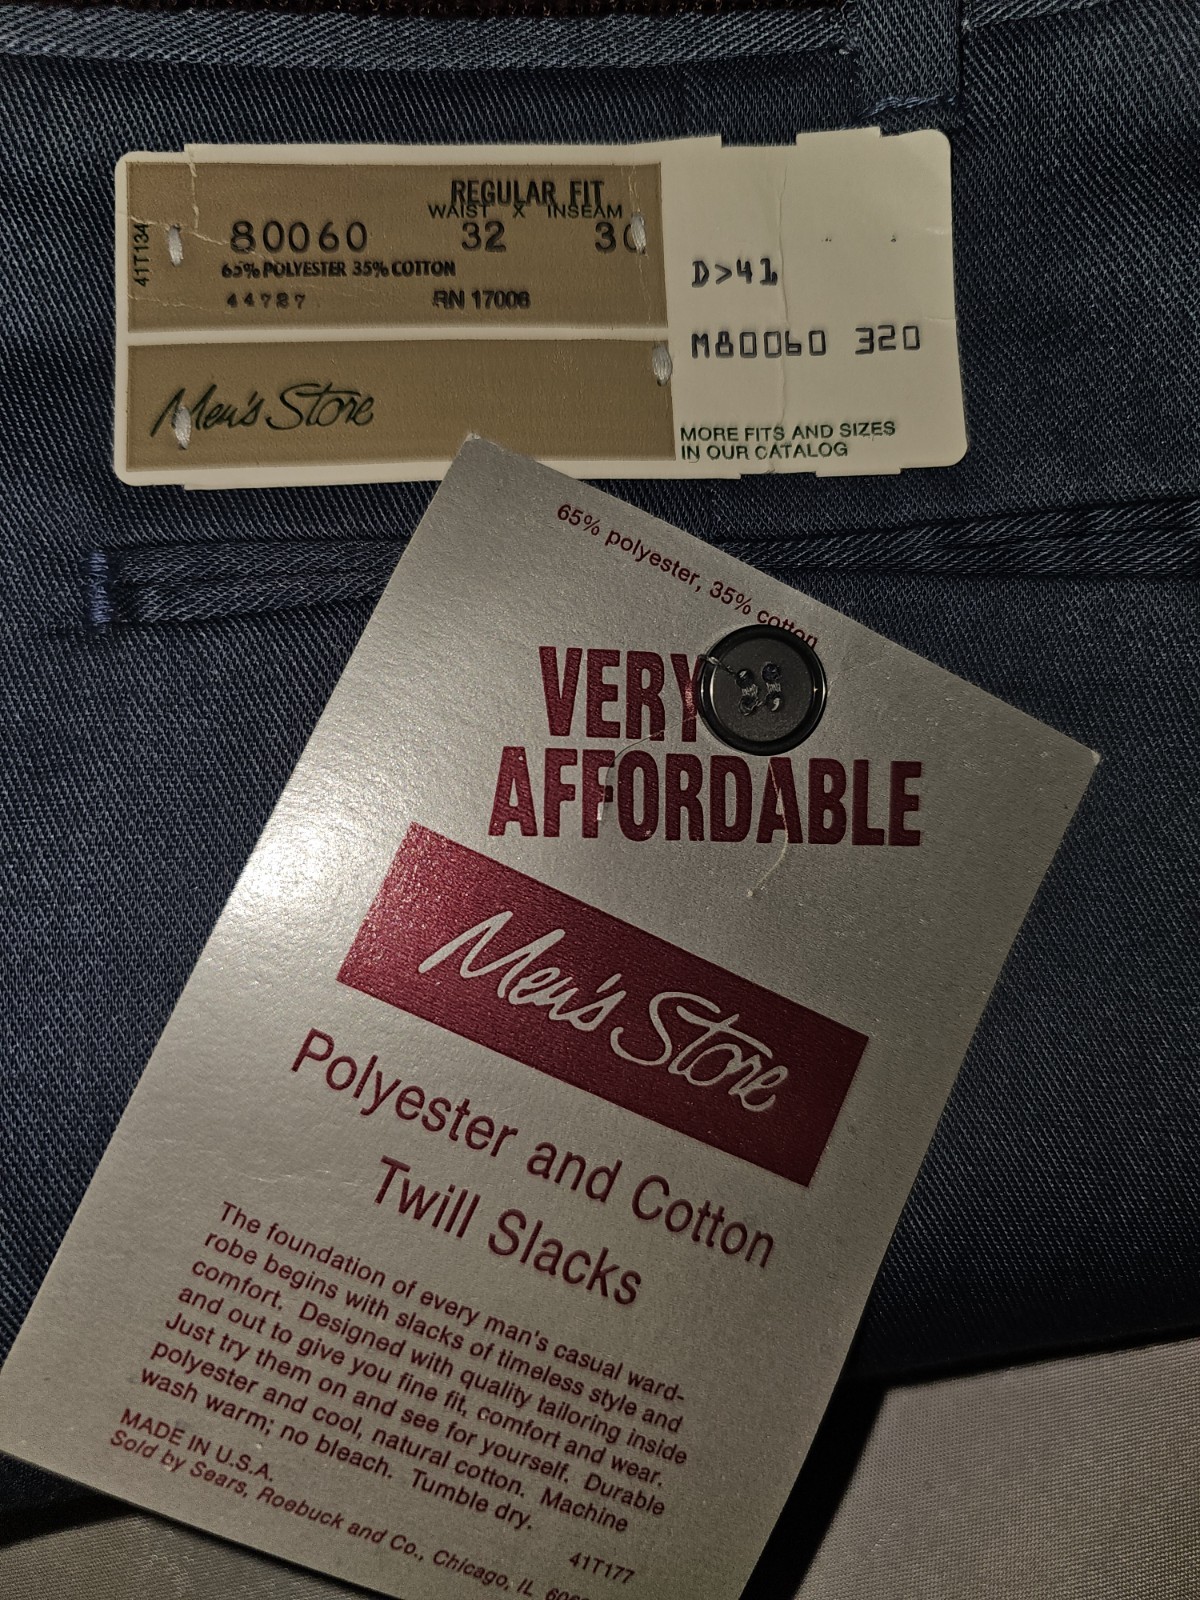 REGULAR FIT
WAIST X INSEAM
80060 32
41T134
65% POLYESTER 35% COTTON
44787 RN 17006
Men's Store
D>41
M80060 320
MORE FITS AND SIZES
IN OUR CATALOG
65% polyester, 35% cotton
VERY
AFFORDABLE
Men's Store
Polyester and Cotton
Twill Slacks
The foundation of every man's casual ward-
robe begins with slacks of timeless style and
comfort. Designed with quality tailoring inside
and out to give you fine fit, comfort and wear.
Just try them on and see for yourself. Durable
polyester and cool, natural cotton. Machine
wash warm; no bleach. Tumble dry.
MADE IN U.S.A. 41T177
Sold by Sears, Roebuck and Co., Chicago, IL